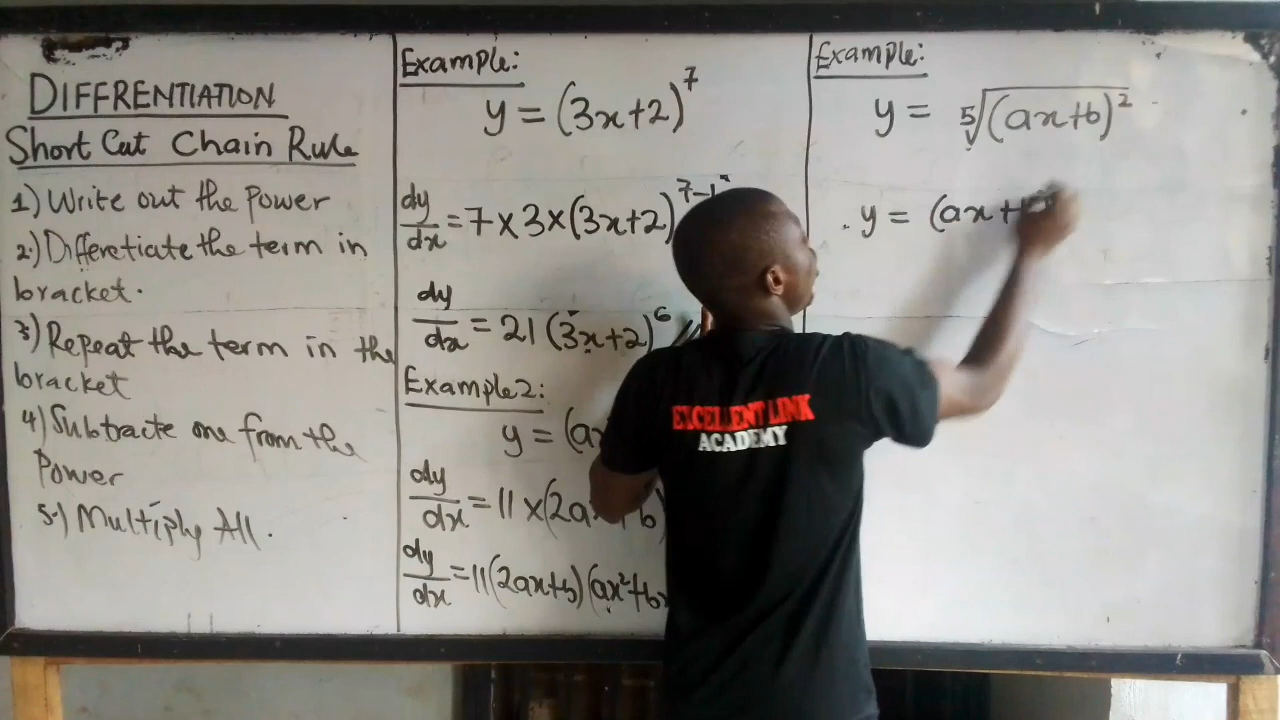 DIFFRENTIATION
Short Cut Chain Rule
1) Write out the Power
2.) Differetiate the term in
bracket.
3) Repeat the term in the
bracket
4) Subtracte one from the
Power
5.) Multiply All.
Example:
y = (3x+2)^7
dy/dx = 7 x 3 x (3x+2)^7-1
dy/dx = 21 (3x+2)^6 //
Example 2:
y = (a
dy/dx = 11 x (2a b
dy/dx = 11(2ax+b) (ax²+b
Example:
y = ⁵√(ax+b)²
y = (ax+
EXCELLENT LINK
ACADEMY